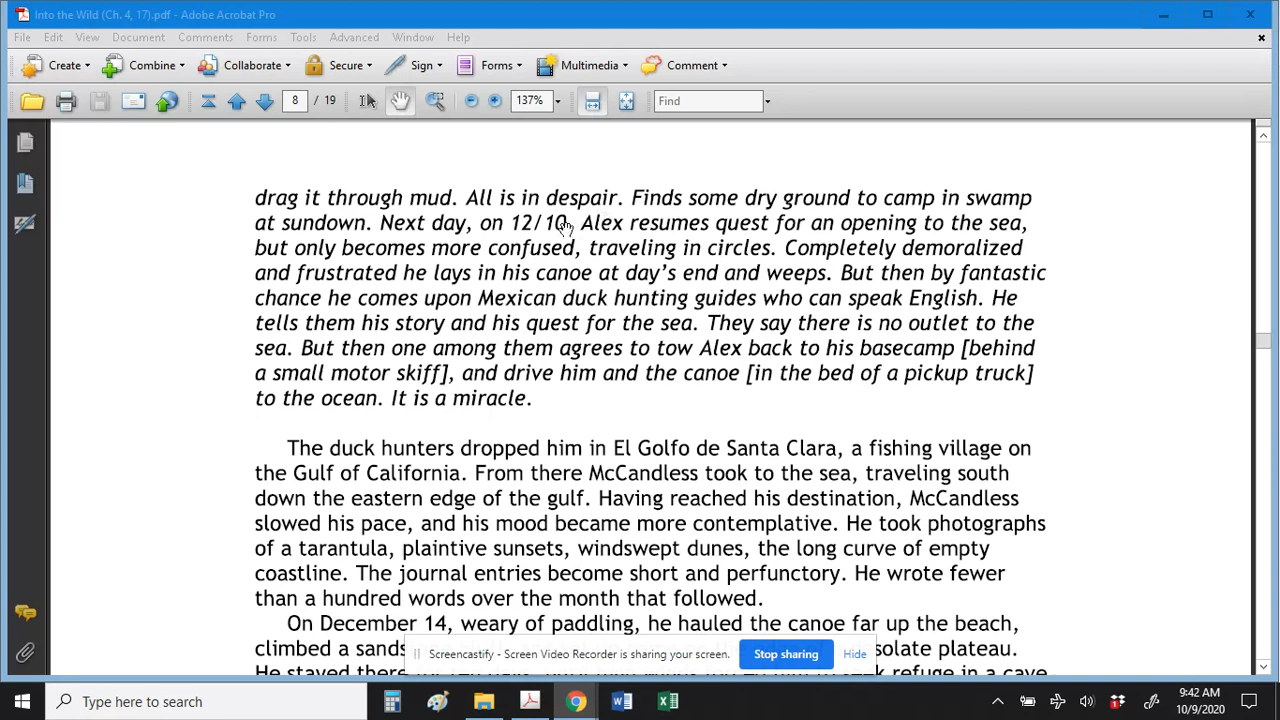 Into the Wild (Ch. 4, 17).pdf - Adobe Acrobat Pro
File Edit View Document Comments Forms Tools Advanced Window Help
Create Combine Collaborate Secure Sign Forms Multimedia Comment
8 / 19 137% Find
drag it through mud. All is in despair. Finds some dry ground to camp in swamp
at sundown. Next day, on 12/10, Alex resumes quest for an opening to the sea,
but only becomes more confused, traveling in circles. Completely demoralized
and frustrated he lays in his canoe at day’s end and weeps. But then by fantastic
chance he comes upon Mexican duck hunting guides who can speak English. He
tells them his story and his quest for the sea. They say there is no outlet to the
sea. But then one among them agrees to tow Alex back to his basecamp [behind
a small motor skiff], and drive him and the canoe [in the bed of a pickup truck]
to the ocean. It is a miracle.
The duck hunters dropped him in El Golfo de Santa Clara, a fishing village on
the Gulf of California. From there McCandless took to the sea, traveling south
down the eastern edge of the gulf. Having reached his destination, McCandless
slowed his pace, and his mood became more contemplative. He took photographs
of a tarantula, plaintive sunsets, windswept dunes, the long curve of empty
coastline. The journal entries become short and perfunctory. He wrote fewer
than a hundred words over the month that followed.
On December 14, weary of paddling, he hauled the canoe far up the beach,
climbed a sands plateau.
He stayed there refuge in a cave
Screencastify - Screen Video Recorder is sharing your screen. Stop sharing Hide
Type here to search
9:42 AM
10/9/2020